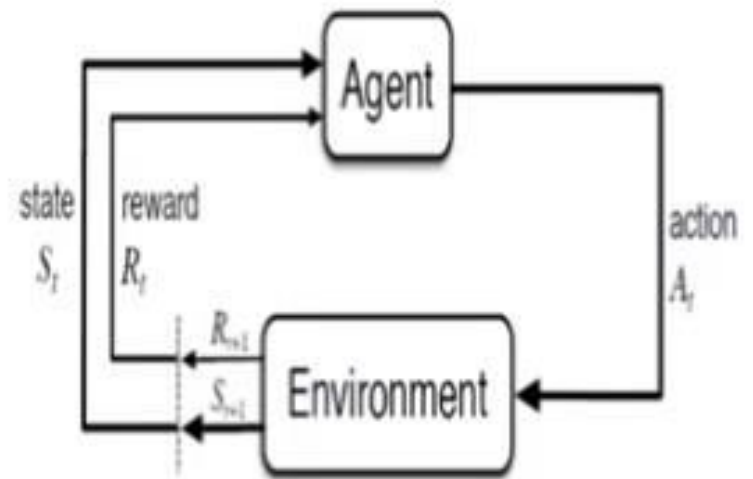 Agent
state
S_t
reward
R_t
action
A_t
R_{t+1}
S_{t+1}
Environment